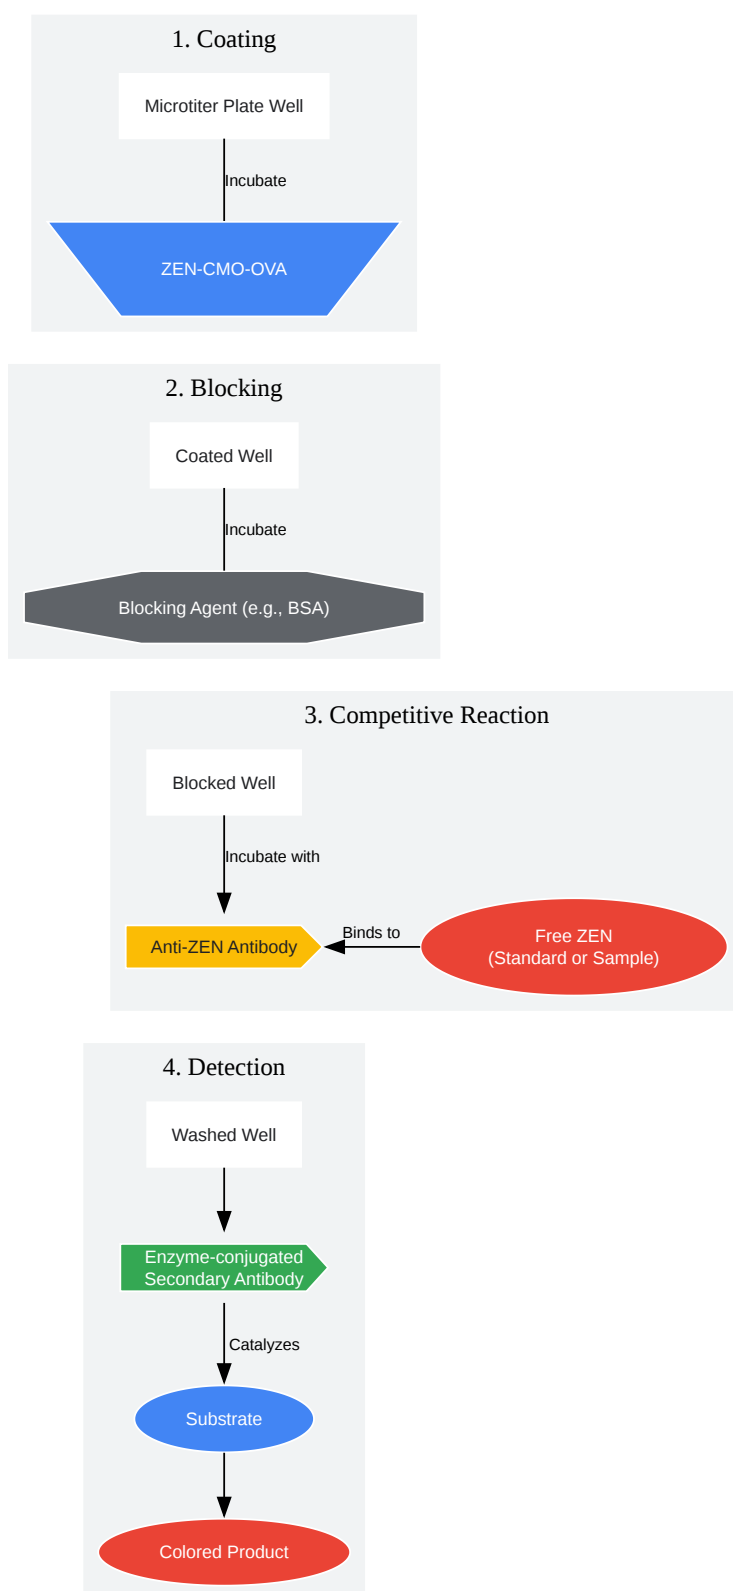 1. Coating
Microtiter Plate Well
Incubate
ZEN-CMO-OVA
2. Blocking
Coated Well
Incubate
Blocking Agent (e.g., BSA)
3. Competitive Reaction
Blocked Well
Incubate with
Anti-ZEN Antibody
Binds to
Free ZEN
(Standard or Sample)
4. Detection
Washed Well
Enzyme-conjugated
Secondary Antibody
Catalyzes
Substrate
Colored Product